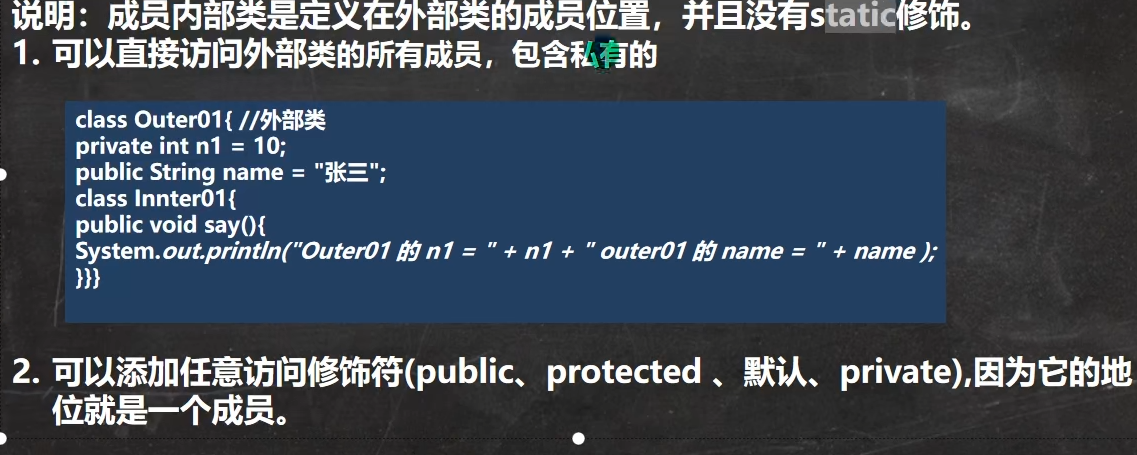 说明：成员内部类是定义在外部类的成员位置，并且没有static修饰。
1. 可以直接访问外部类的所有成员，包含私有的
class Outer01{ //外部类
private int n1 = 10;
public String name = "张三";
class Innter01{
public void say(){
System.out.println("Outer01 的 n1 = " + n1 + " outer01 的 name = " + name );
}}}
2. 可以添加任意访问修饰符(public、protected 、默认、private),因为它的地
位就是一个成员。